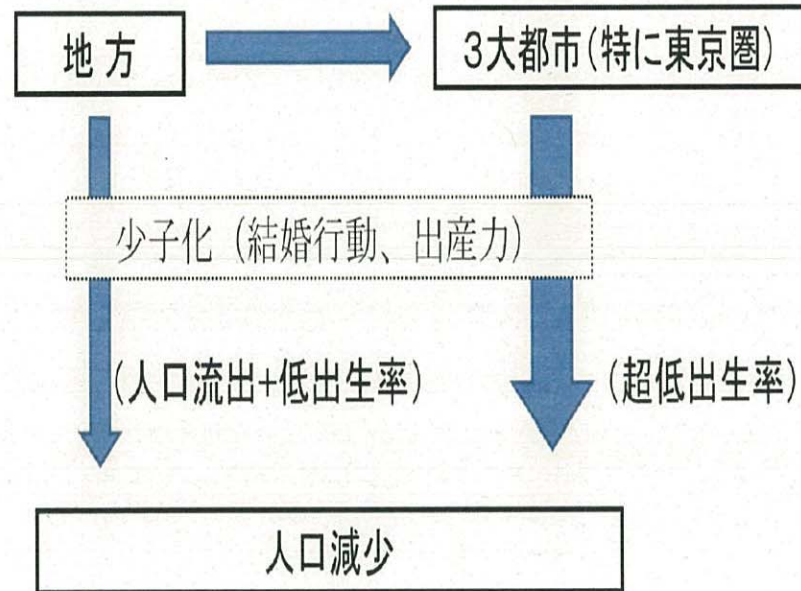 地方
3大都市(特に東京圏)
少子化(結婚行動、出産力)
(人口流出+低出生率)
(超低出生率)
人口減少